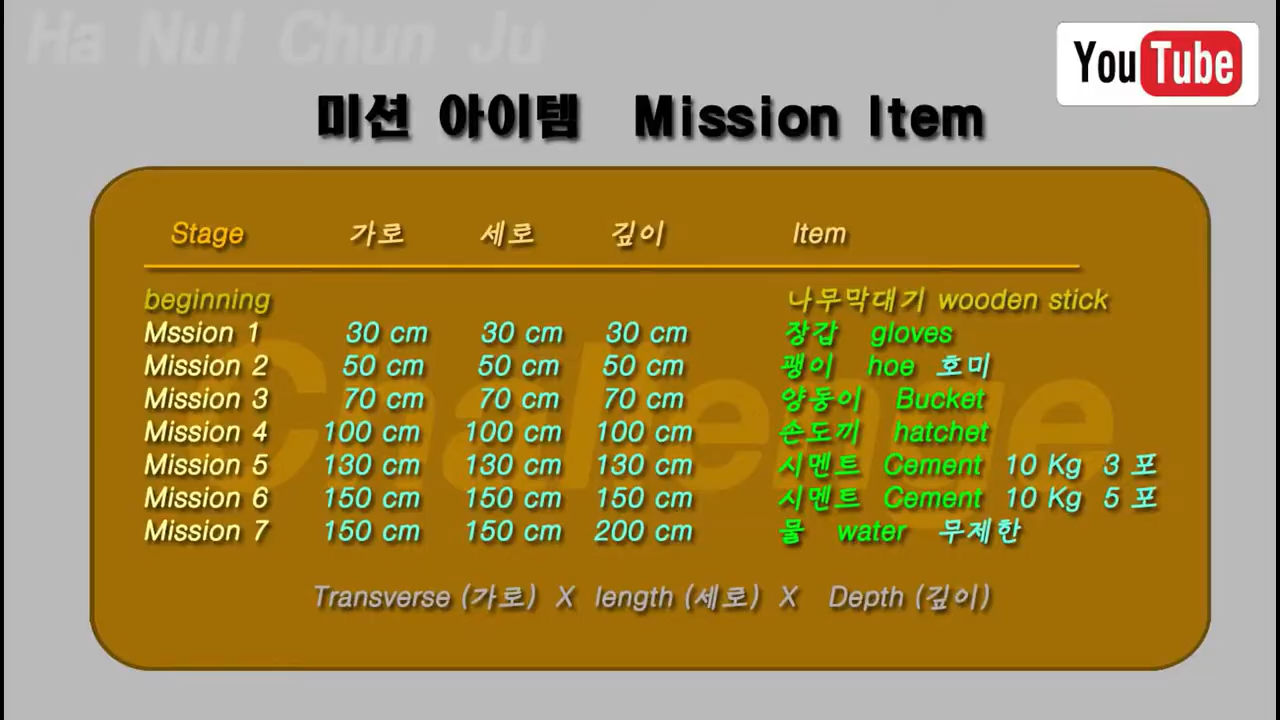 Ha Nul Chun Ju
You Tube
미션 아이템 Mission Item
Stage 가로 세로 깊이 Item
beginning 나무막대기 wooden stick
Mssion 1 30 cm 30 cm 30 cm 장갑 gloves
Mission 2 50 cm 50 cm 50 cm 괭이 hoe 호미
Mission 3 70 cm 70 cm 70 cm 양동이 Bucket
Mission 4 100 cm 100 cm 100 cm 손도끼 hatchet
Mission 5 130 cm 130 cm 130 cm 시멘트 Cement 10 Kg 3 포
Mission 6 150 cm 150 cm 150 cm 시멘트 Cement 10 Kg 5 포
Mission 7 150 cm 150 cm 200 cm 물 water 무제한
Challenge
Transverse (가로) X length (세로) X Depth (깊이)